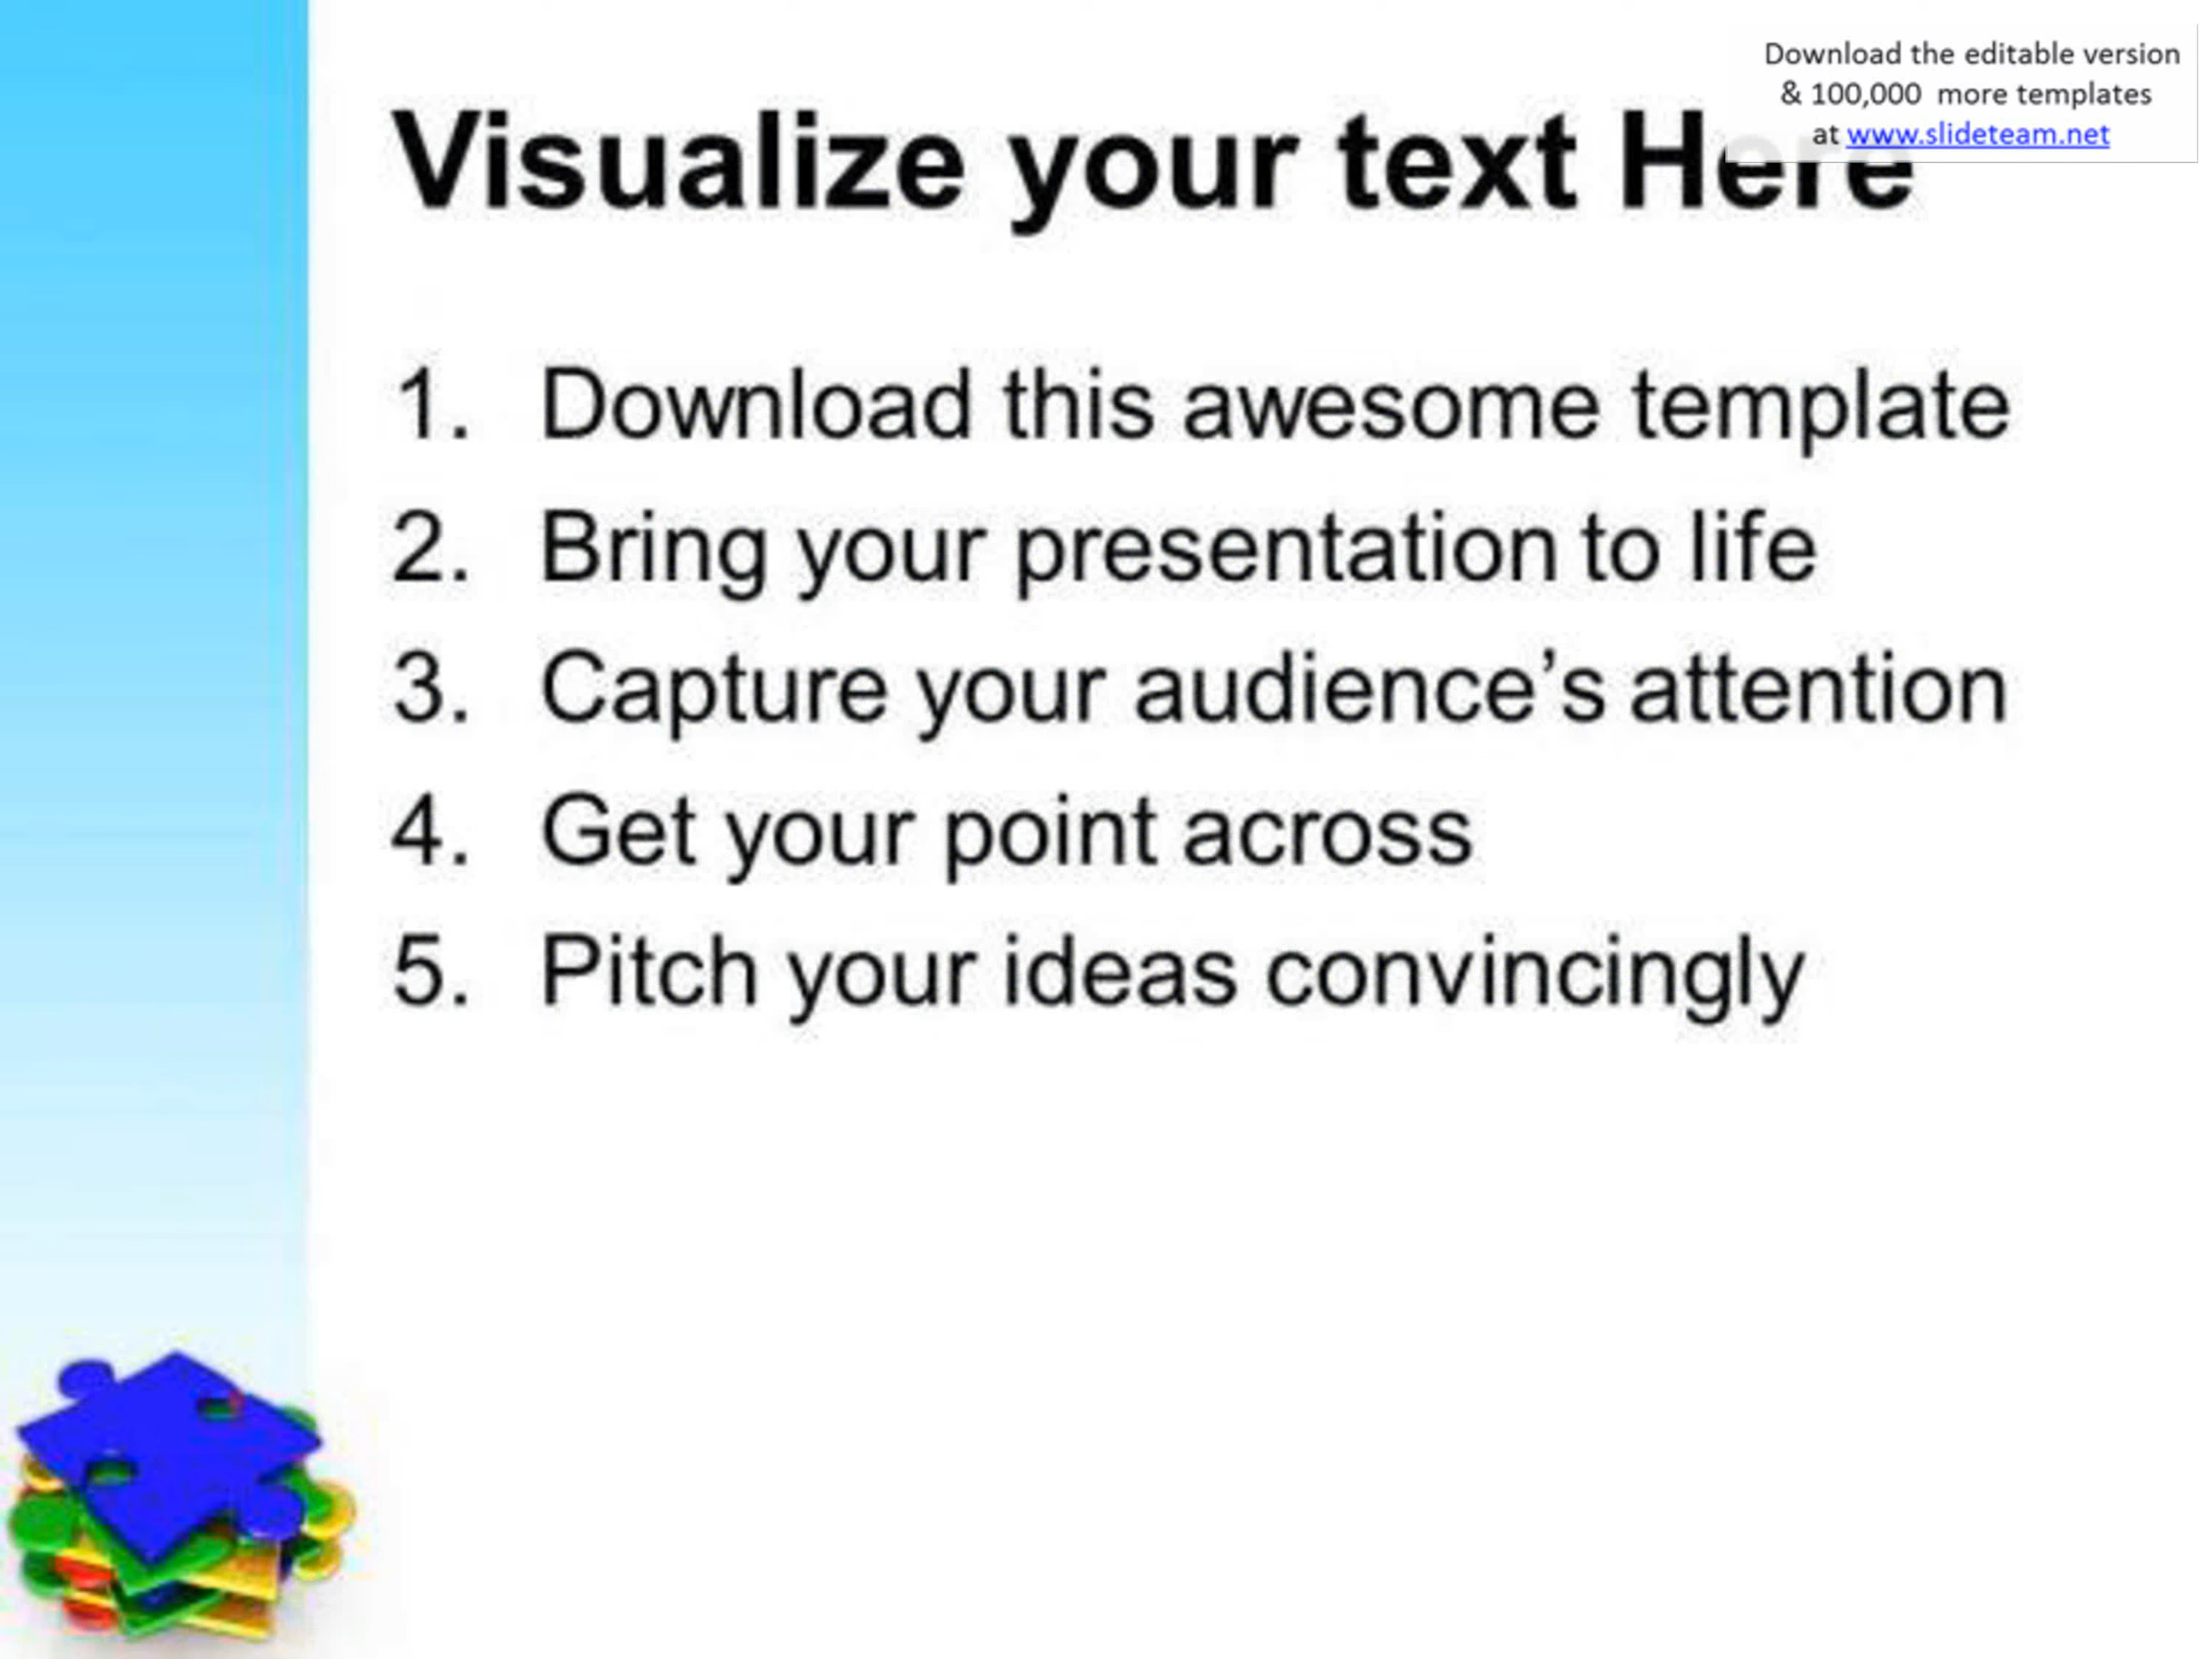 Download the editable version
& 100,000 more templates
at www.slideteam.net
Visualize your text Here
1. Download this awesome template
2. Bring your presentation to life
3. Capture your audience’s attention
4. Get your point across
5. Pitch your ideas convincingly